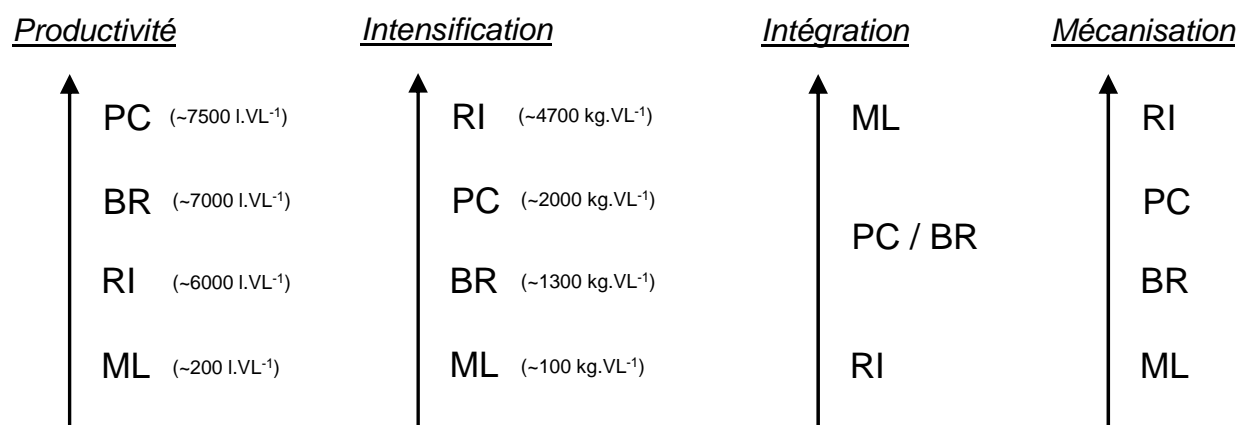 Productivité Intensification Intégration Mécanisation
PC (~7500 l.VL-1) RI (~4700 kg.VL-1) ML RI
BR (~7000 l.VL-1) PC (~2000 kg.VL-1) PC
PC / BR
RI (~6000 l.VL-1) BR (~1300 kg.VL-1) BR
ML (~200 l.VL-1) ML (~100 kg.VL-1) RI ML